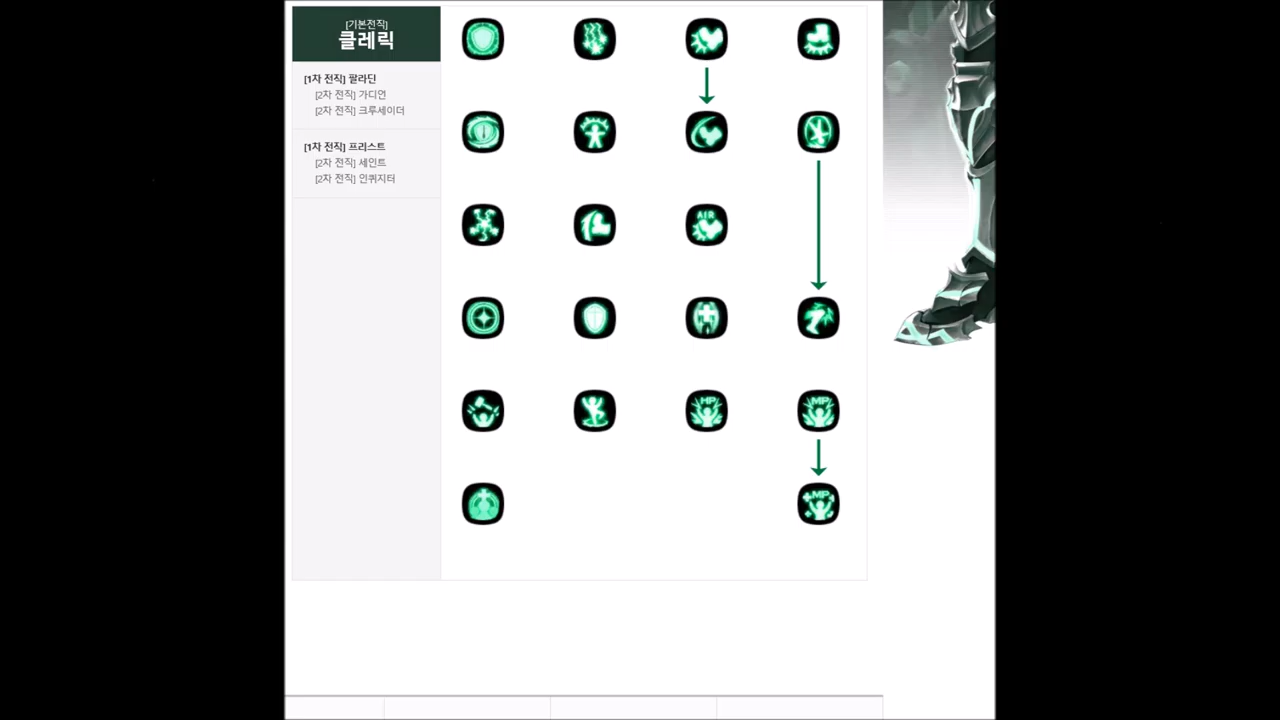 [기본전직]
클레릭
[1차 전직] 팔라딘
[2차 전직] 가디언
[2차 전직] 크루세이더
[1차 전직] 프리스트
[2차 전직] 세인트
[2차 전직] 인퀴지터
AIR
HP
MP
MP